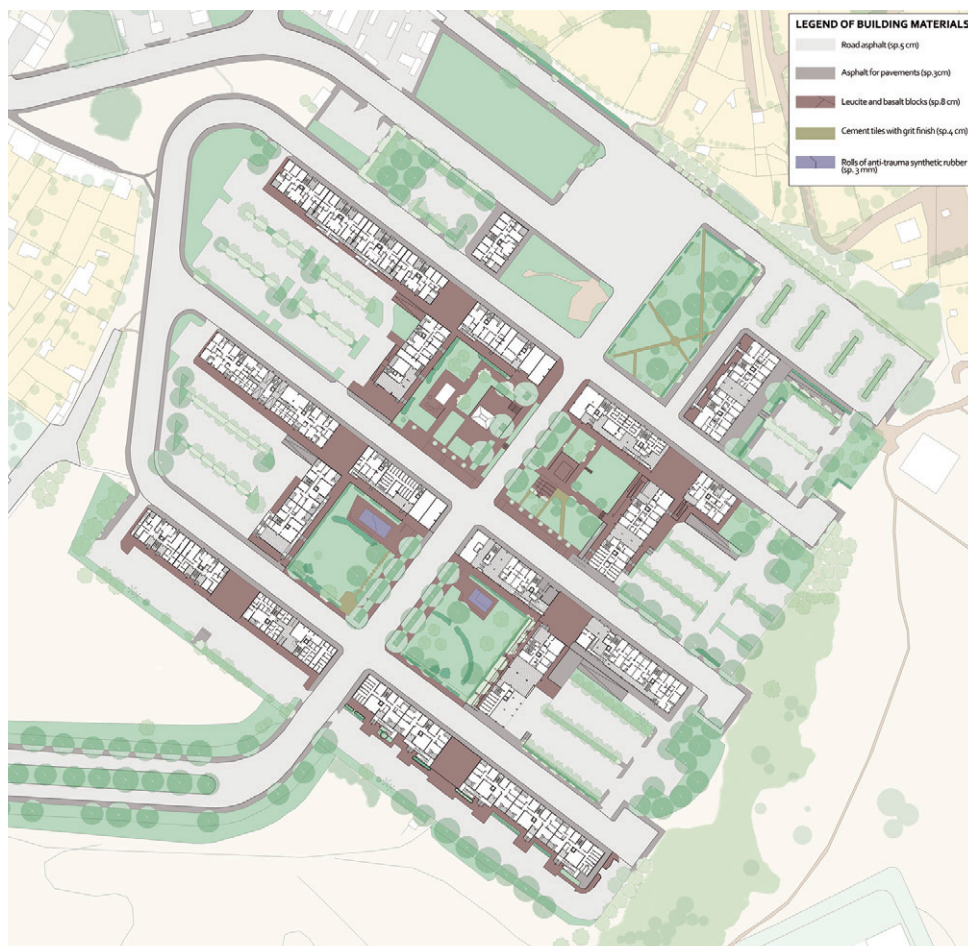 LEGEND OF BUILDING MATERIALS
Road asphalt (sp.5 cm)
Asphalt for pavements (sp.3cm)
Leucite and basalt blocks (sp.8 cm)
Cement tiles with grit finish (sp.4 cm)
Rolls of anti-trauma synthetic rubber
(sp. 3 mm)